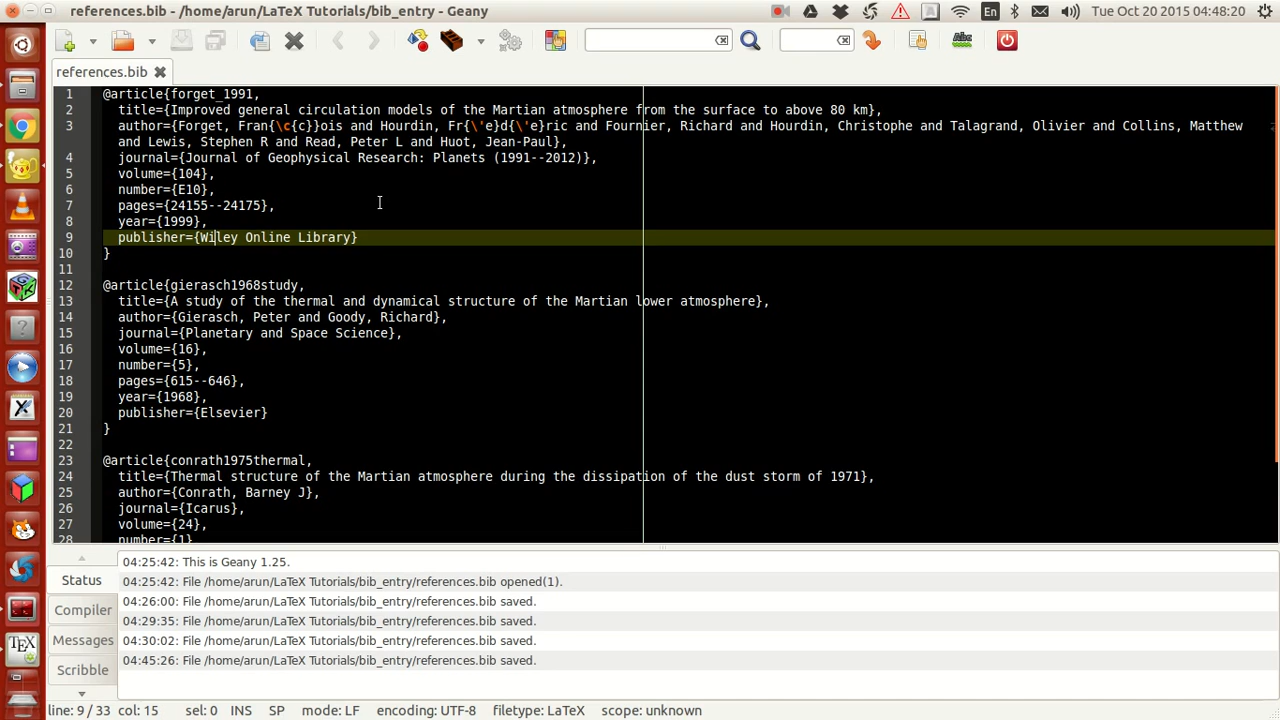 references.bib - /home/arun/LaTeX Tutorials/bib_entry - Geany
En
Tue Oct 20 2015 04:48:20
Abc
references.bib
1 @article{forget_1991,
2 title={Improved general circulation models of the Martian atmosphere from the surface to above 80 km},
3 author={Forget, Fran{\c{c}}ois and Hourdin, Fr{\'e}d{\'e}ric and Fournier, Richard and Hourdin, Christophe and Talagrand, Olivier and Collins, Matthew
and Lewis, Stephen R and Read, Peter L and Huot, Jean-Paul},
4 journal={Journal of Geophysical Research: Planets (1991--2012)},
5 volume={104},
6 number={E10},
7 pages={24155--24175},
8 year={1999},
9 publisher={Wiley Online Library}
10 }
11
12 @article{gierasch1968study,
13 title={A study of the thermal and dynamical structure of the Martian lower atmosphere},
14 author={Gierasch, Peter and Goody, Richard},
15 journal={Planetary and Space Science},
16 volume={16},
17 number={5},
18 pages={615--646},
19 year={1968},
20 publisher={Elsevier}
21 }
22
23 @article{conrath1975thermal,
24 title={Thermal structure of the Martian atmosphere during the dissipation of the dust storm of 1971},
25 author={Conrath, Barney J},
26 journal={Icarus},
27 volume={24},
28 number={1}
04:25:42: This is Geany 1.25.
Status
04:25:42: File /home/arun/LaTeX Tutorials/bib_entry/references.bib opened(1).
04:26:00: File /home/arun/LaTeX Tutorials/bib_entry/references.bib saved.
Compiler
04:29:35: File /home/arun/LaTeX Tutorials/bib_entry/references.bib saved.
Messages
04:30:02: File /home/arun/LaTeX Tutorials/bib_entry/references.bib saved.
04:45:26: File /home/arun/LaTeX Tutorials/bib_entry/references.bib saved.
Scribble
TEX
line: 9 / 33 col: 15 sel: 0 INS SP mode: LF encoding: UTF-8 filetype: LaTeX scope: unknown